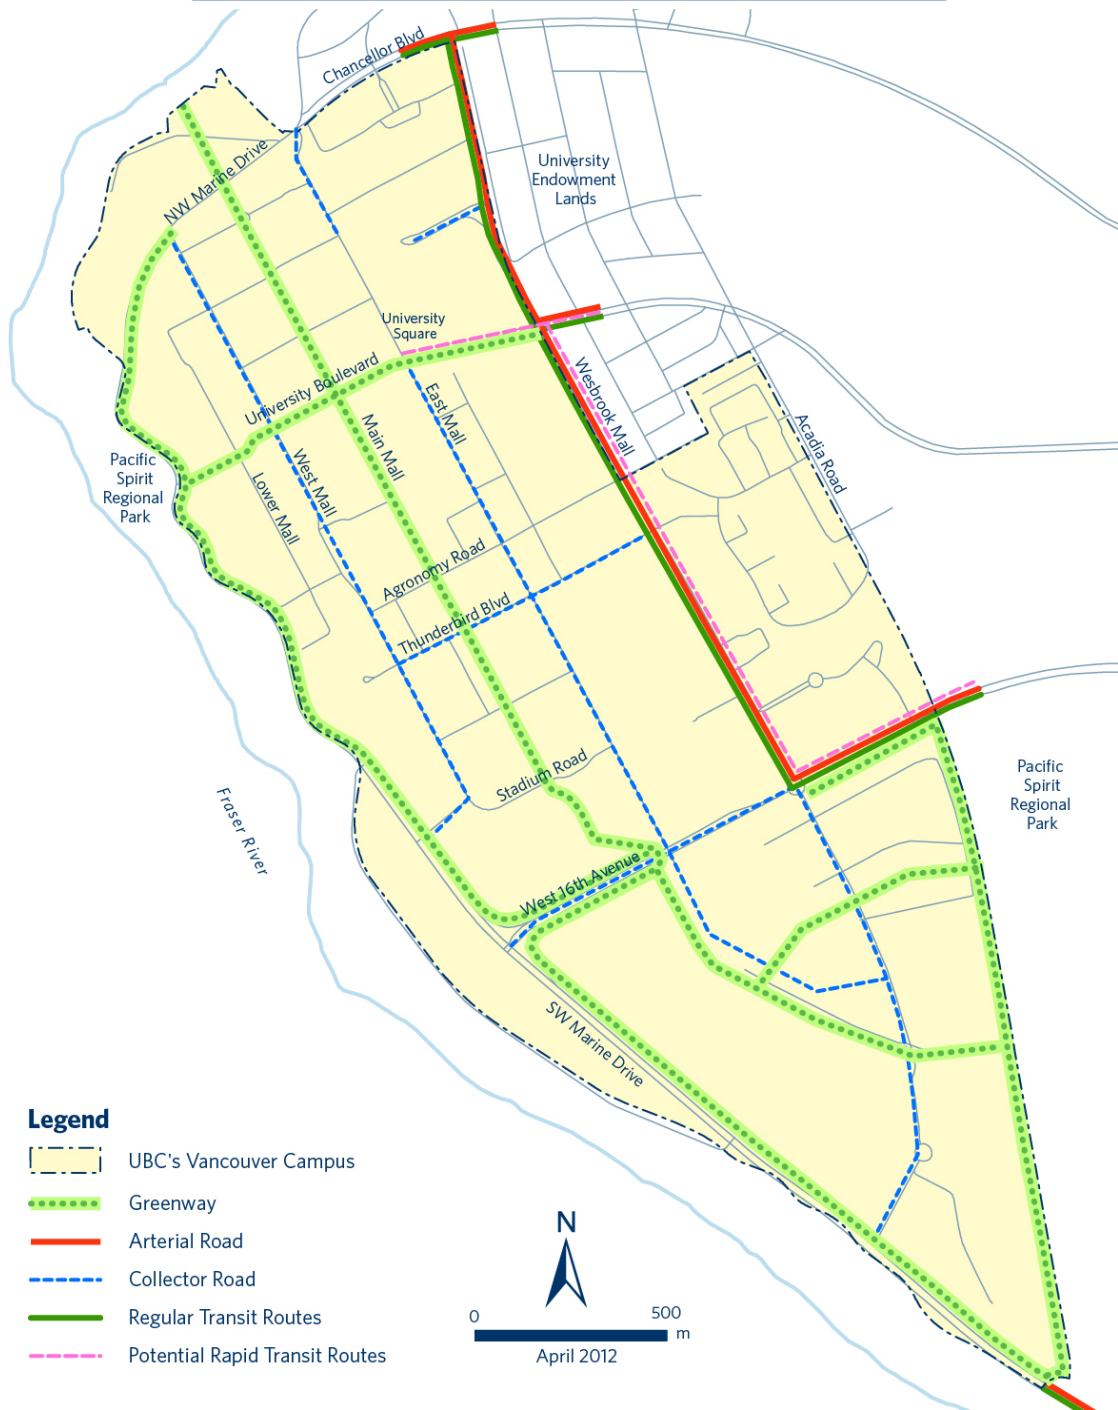 Chancellor Blvd
University
Endowment
Lands
NW Marine Drive
University
Square
University Boulevard
East Mall
Wesbrook Mall
Main Mall
Acadia Road
West Mall
Lower Mall
Pacific
Spirit
Regional
Park
Agronomy Road
Thunderbird Blvd
Stadium Road
Pacific
Spirit
Regional
Park
Fraser River
West 16th Avenue
SW Marine Drive
Legend
UBC's Vancouver Campus
Greenway
Arterial Road
Collector Road
Regular Transit Routes
Potential Rapid Transit Routes
N
0 500
m
April 2012